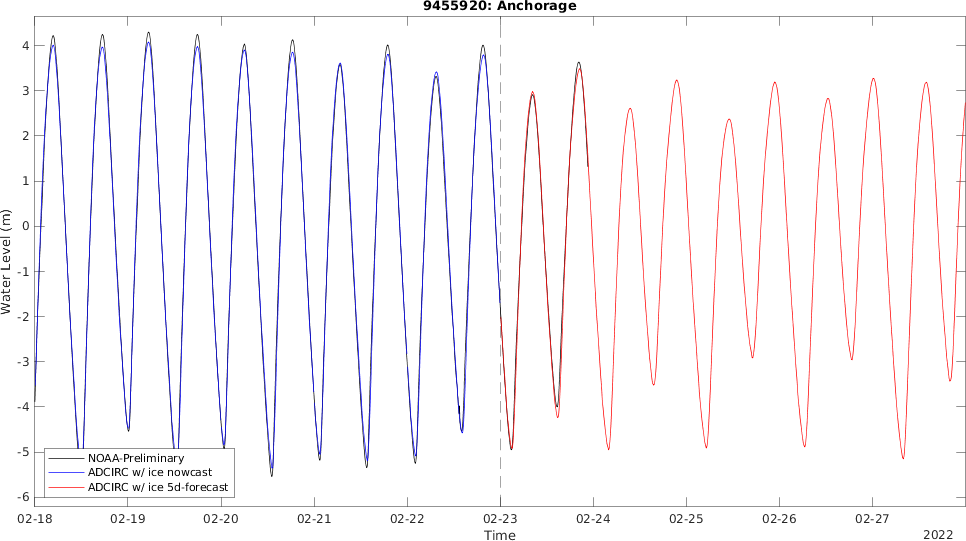 9455920: Anchorage
Water Level (m)
4
3
2
1
0
-1
-2
-3
-4
-5
-6
NOAA-Preliminary
ADCIRC w/ ice nowcast
ADCIRC w/ ice 5d-forecast
02-18 02-19 02-20 02-21 02-22 02-23 02-24 02-25 02-26 02-27
Time
2022